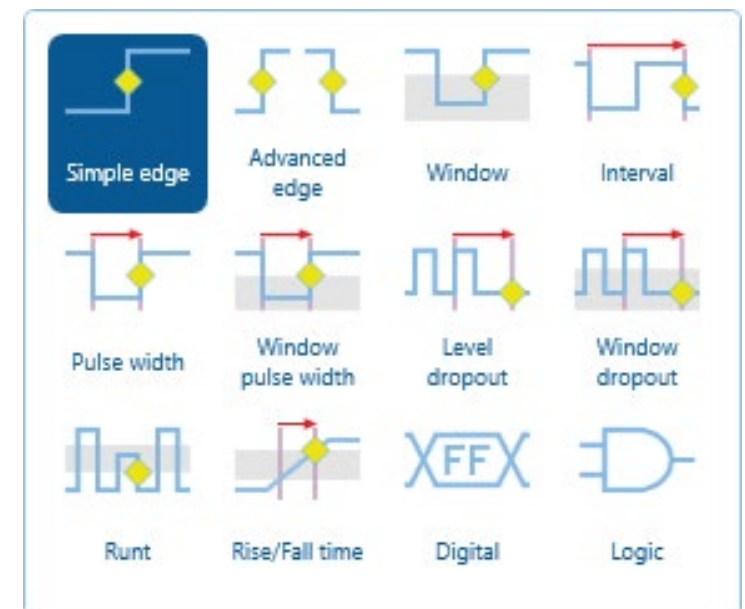 Simple edge
Advanced
edge
Window
Interval
Pulse width
Window
pulse width
Level
dropout
Window
dropout
FF
Runt
Rise/Fall time
Digital
Logic